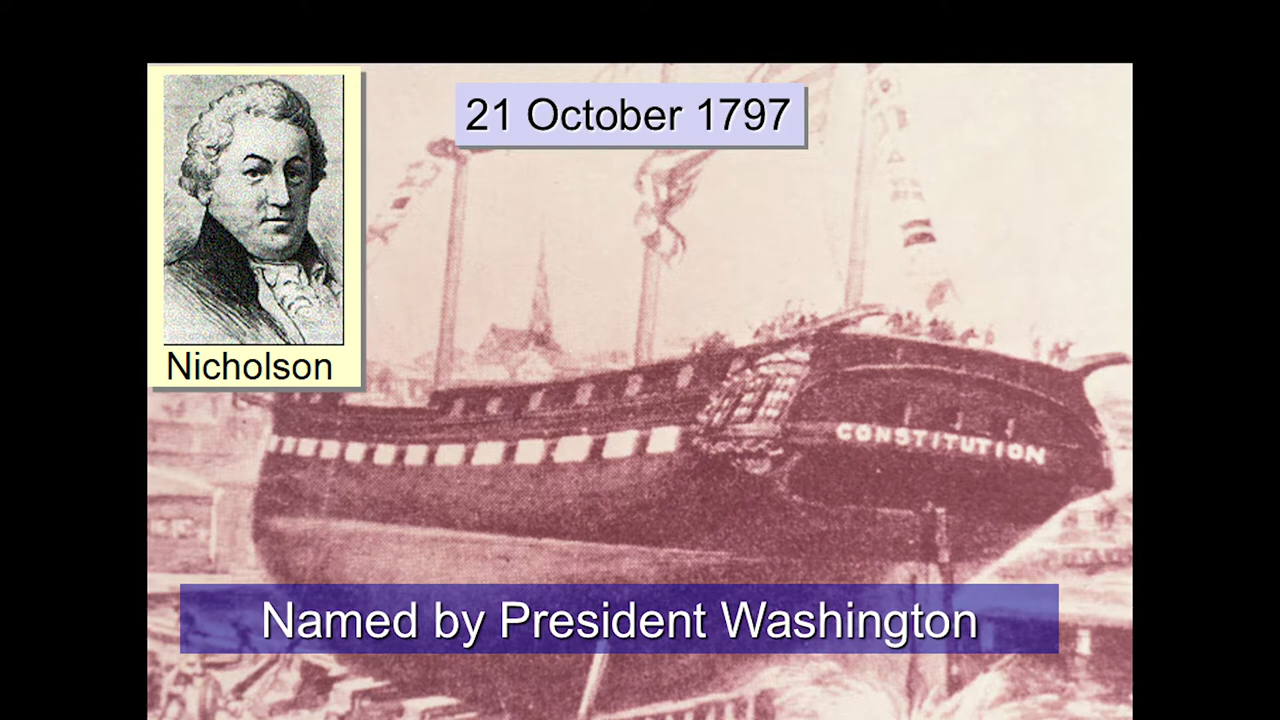 21 October 1797
Nicholson
CONSTITUTION
Named by President Washington